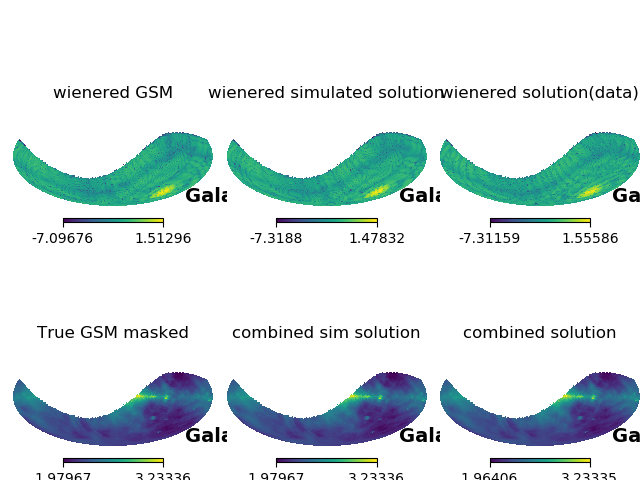 wienered GSM
wienered simulated solution
wienered solution(data)
Gala
Gala
Ga
-7.09676 1.51296
-7.3188 1.47832
-7.31159 1.55586
True GSM masked
combined sim solution
combined solution
Gala
Gala
Ga
1.97967 3.23336
1.97967 3.23336
1.96406 3.23335